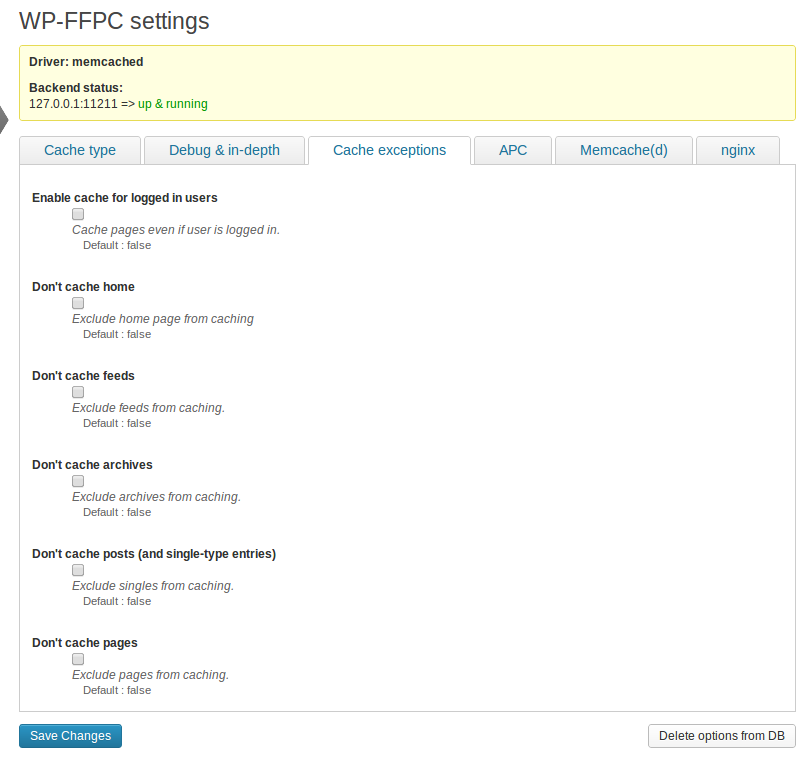 WP-FFPC settings
Driver: memcached
Backend status:
127.0.0.1:11211 => up & running
Cache type
Debug & in-depth
Cache exceptions
APC
Memcache(d)
nginx
Enable cache for logged in users
Cache pages even if user is logged in.
Default : false
Don't cache home
Exclude home page from caching
Default : false
Don't cache feeds
Exclude feeds from caching.
Default : false
Don't cache archives
Exclude archives from caching.
Default : false
Don't cache posts (and single-type entries)
Exclude singles from caching.
Default : false
Don't cache pages
Exclude pages from caching.
Default : false
Save Changes
Delete options from DB